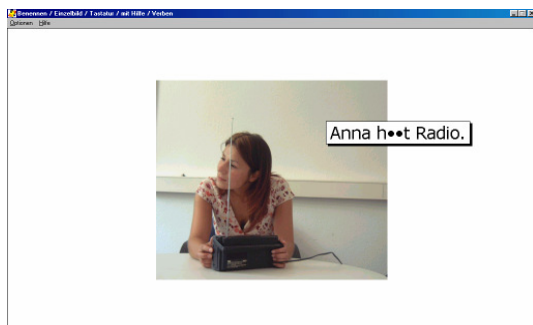 Benennen / Einzelbild / Tastatur / mit Hilfe / Verben
Optionen Hilfe
Anna h●●t Radio.